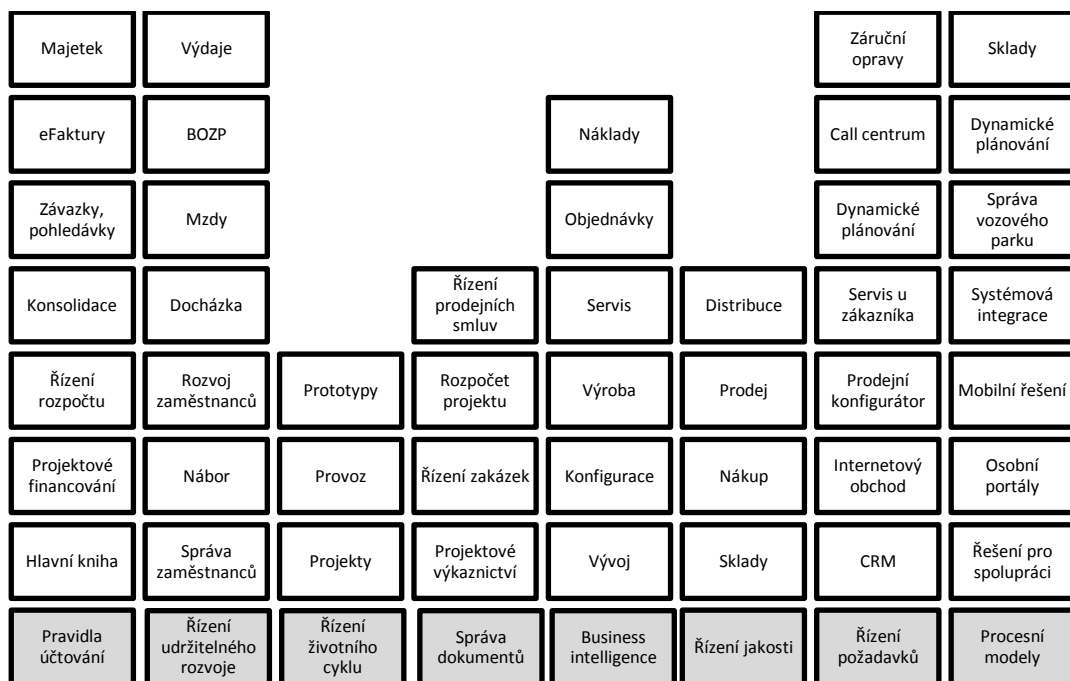 Majetek
Výdaje
Záruční
opravy
Sklady
eFaktury
BOZP
Náklady
Call centrum
Dynamické
plánování
Závazky,
pohledávky
Mzdy
Objednávky
Dynamické
plánování
Správa
vozového
parku
Konsolidace
Docházka
Řízení
prodejních
smluv
Servis
Distribuce
Servis u
zákazníka
Systémová
integrace
Řízení
rozpočtu
Rozvoj
zaměstnanců
Prototypy
Rozpočet
projektu
Výroba
Prodej
Prodejní
konfigurátor
Mobilní řešení
Projektové
financování
Nábor
Provoz
Řízení zakázek
Konfigurace
Nákup
Internetový
obchod
Osobní
portály
Hlavní kniha
Správa
zaměstnanců
Projekty
Projektové
výkaznictví
Vývoj
Sklady
CRM
Řešení pro
spolupráci
Pravidla
účtování
Řízení
udržitelného
rozvoje
Řízení
životního
cyklu
Správa
dokumentů
Business
intelligence
Řízení jakosti
Řízení
požadavků
Procesní
modely